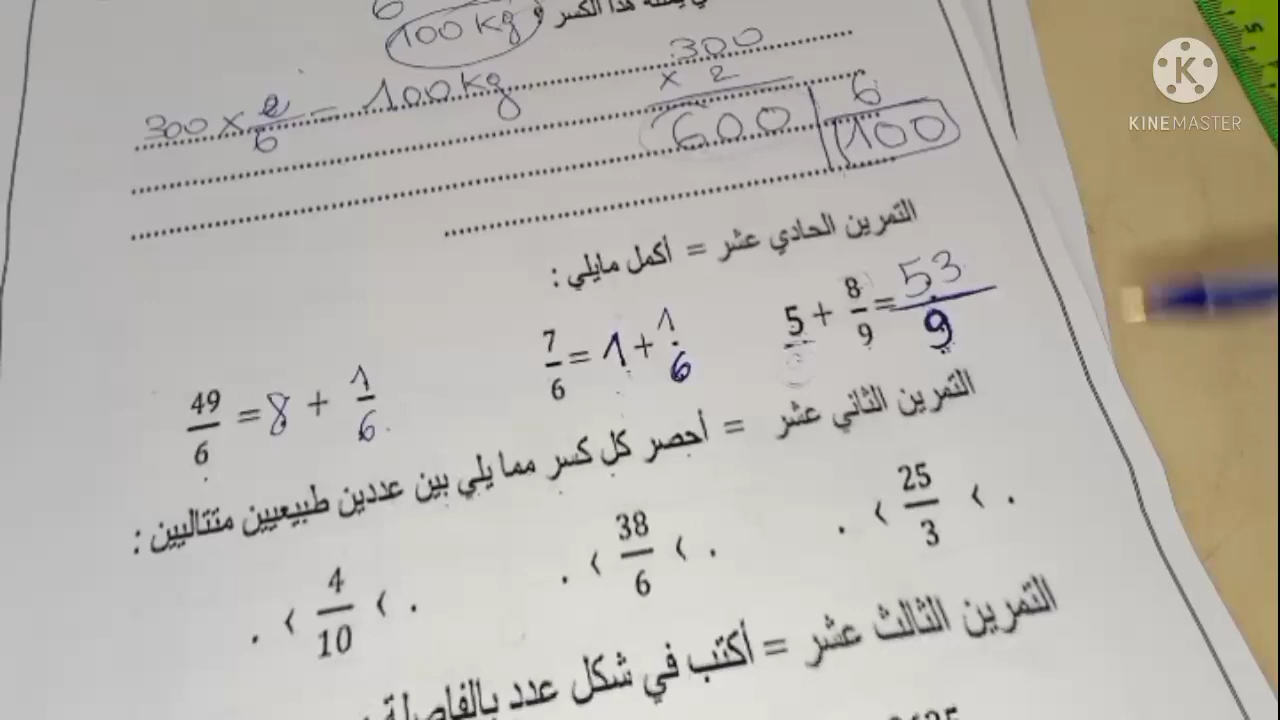 هذا الكسر
100 kg
300 × 2/6 = 100 kg
300
× 2
600 | 6
100
التمرين الحادي عشر = أكمل مايلي :
5 + 8/9 = 53/9
7/6 = 1 + 1/6
49/6 = 8 + 1/6
التمرين الثاني عشر = أحصر كل كسر مما يلي بين عددين طبيعيين متتاليين :
. ‹ 25/3 ‹ .
. ‹ 38/6 ‹ .
. ‹ 4/10 ‹ .
التمرين الثالث عشر = أكتب في شكل عدد بالفاصلة :
KINEMASTER